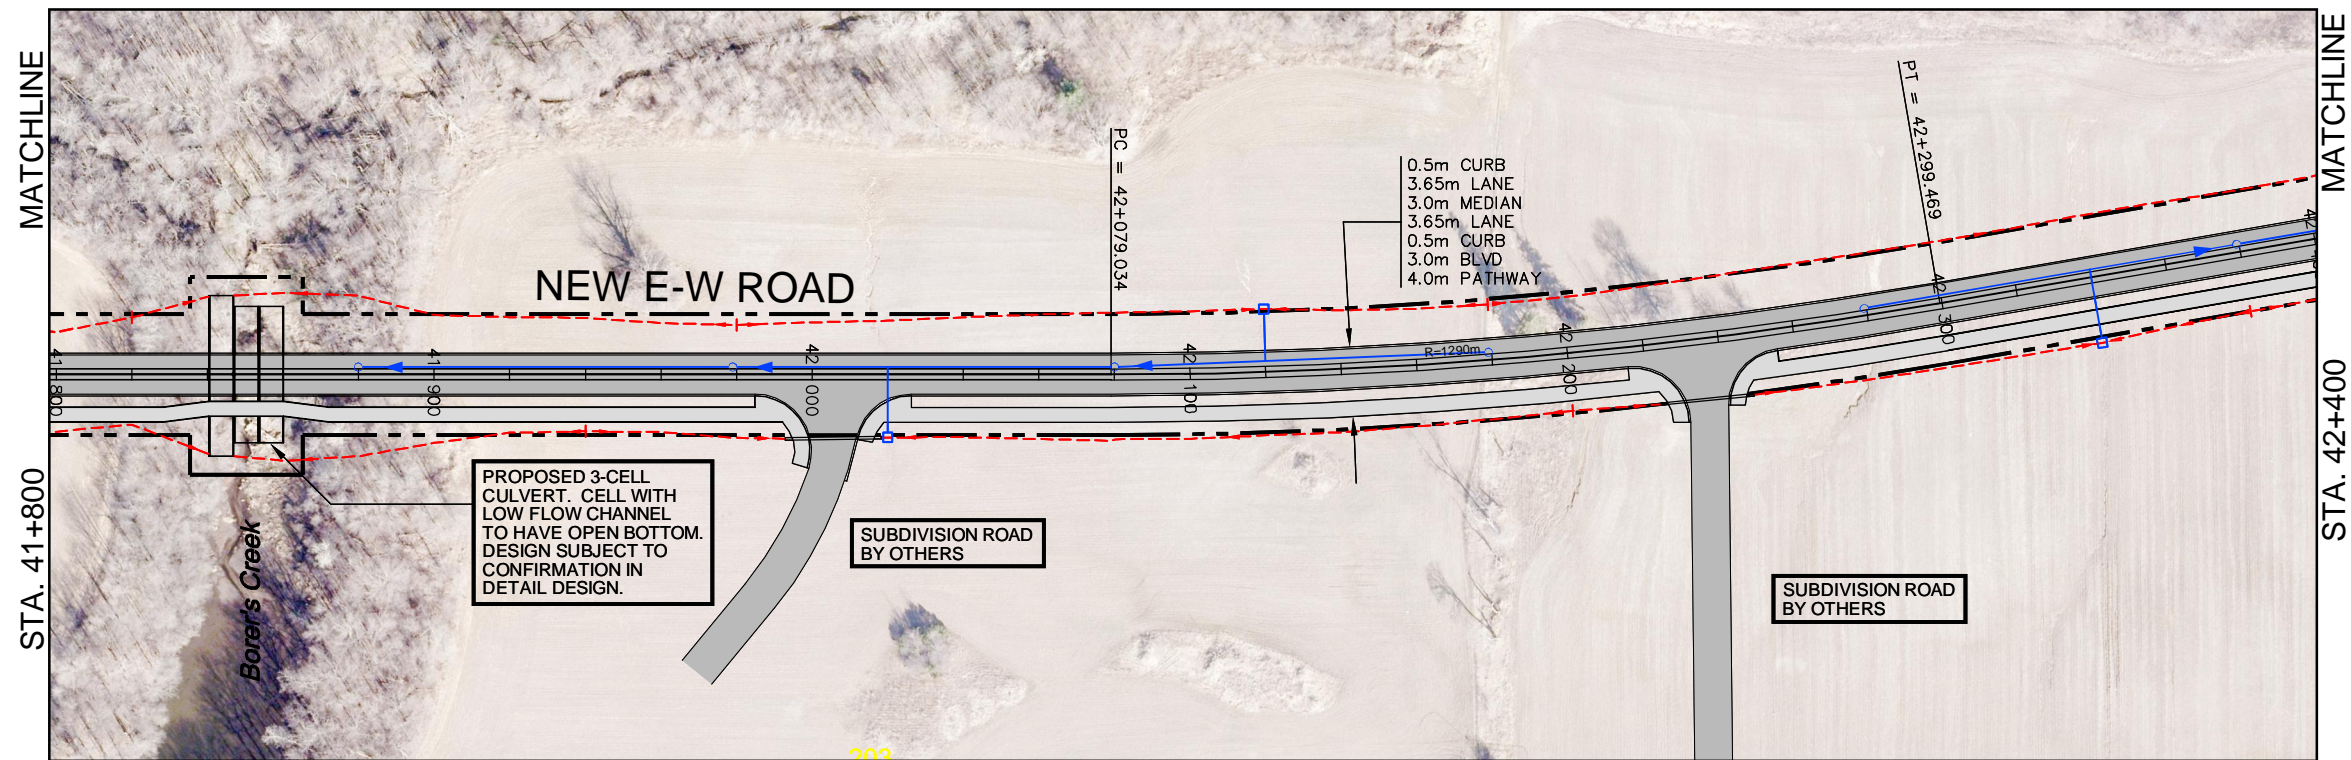 MATCHLINE
STA. 41+800
MATCHLINE
STA. 42+400
NEW E-W ROAD
PC = 42+079.034
0.5m CURB
3.65m LANE
3.0m MEDIAN
3.65m LANE
0.5m CURB
3.0m BLVD
4.0m PATHWAY
PT = 42+299.469
R=1290m
41
800
41
900
42
000
42
100
42
200
42
300
42
PROPOSED 3-CELL
CULVERT. CELL WITH
LOW FLOW CHANNEL
TO HAVE OPEN BOTTOM.
DESIGN SUBJECT TO
CONFIRMATION IN
DETAIL DESIGN.
Borer's Creek
SUBDIVISION ROAD
BY OTHERS
SUBDIVISION ROAD
BY OTHERS